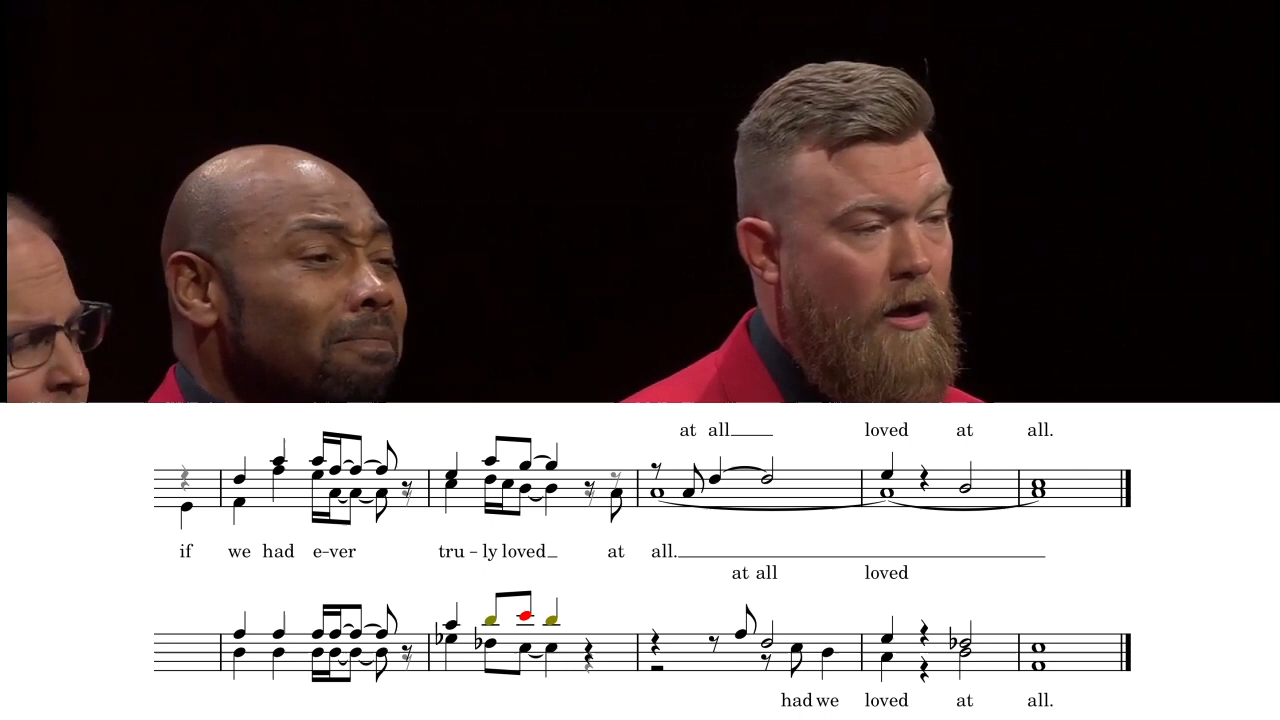 at all loved at all.
if we had e-ver tru - ly loved at all.
at all loved
had we loved at all.